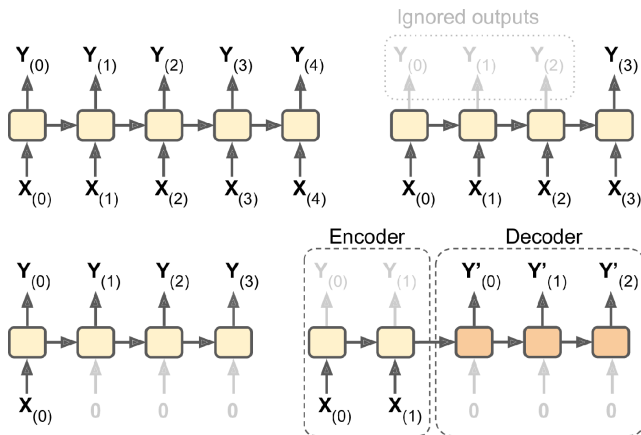 Ignored outputs
Y(0) Y(1) Y(2) Y(3) Y(4)
Y(0) Y(1) Y(2) Y(3)
X(0) X(1) X(2) X(3) X(4)
X(0) X(1) X(2) X(3)
Encoder Decoder
Y(0) Y(1) Y(2) Y(3)
Y(0) Y(1) Y'(0) Y'(1) Y'(2)
X(0) 0 0 0
X(0) X(1) 0 0 0